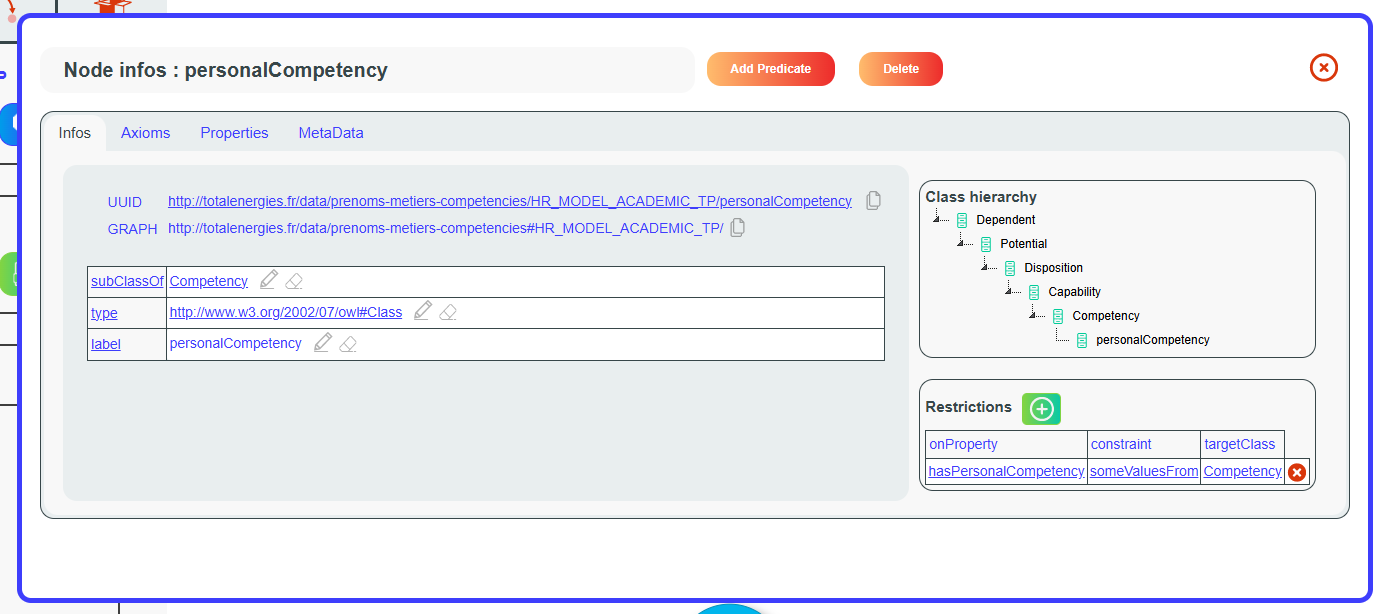 Node infos : personalCompetency
Add Predicate
Delete
Infos
Axioms
Properties
MetaData
UUID http://totalenergies.fr/data/prenoms-metiers-competencies/HR_MODEL_ACADEMIC_TP/personalCompetency
GRAPH http://totalenergies.fr/data/prenoms-metiers-competencies#HR_MODEL_ACADEMIC_TP/
subClassOf Competency
type http://www.w3.org/2002/07/owl#Class
label personalCompetency
Class hierarchy
Dependent
Potential
Disposition
Capability
Competency
personalCompetency
Restrictions
onProperty constraint targetClass
hasPersonalCompetency someValuesFrom Competency